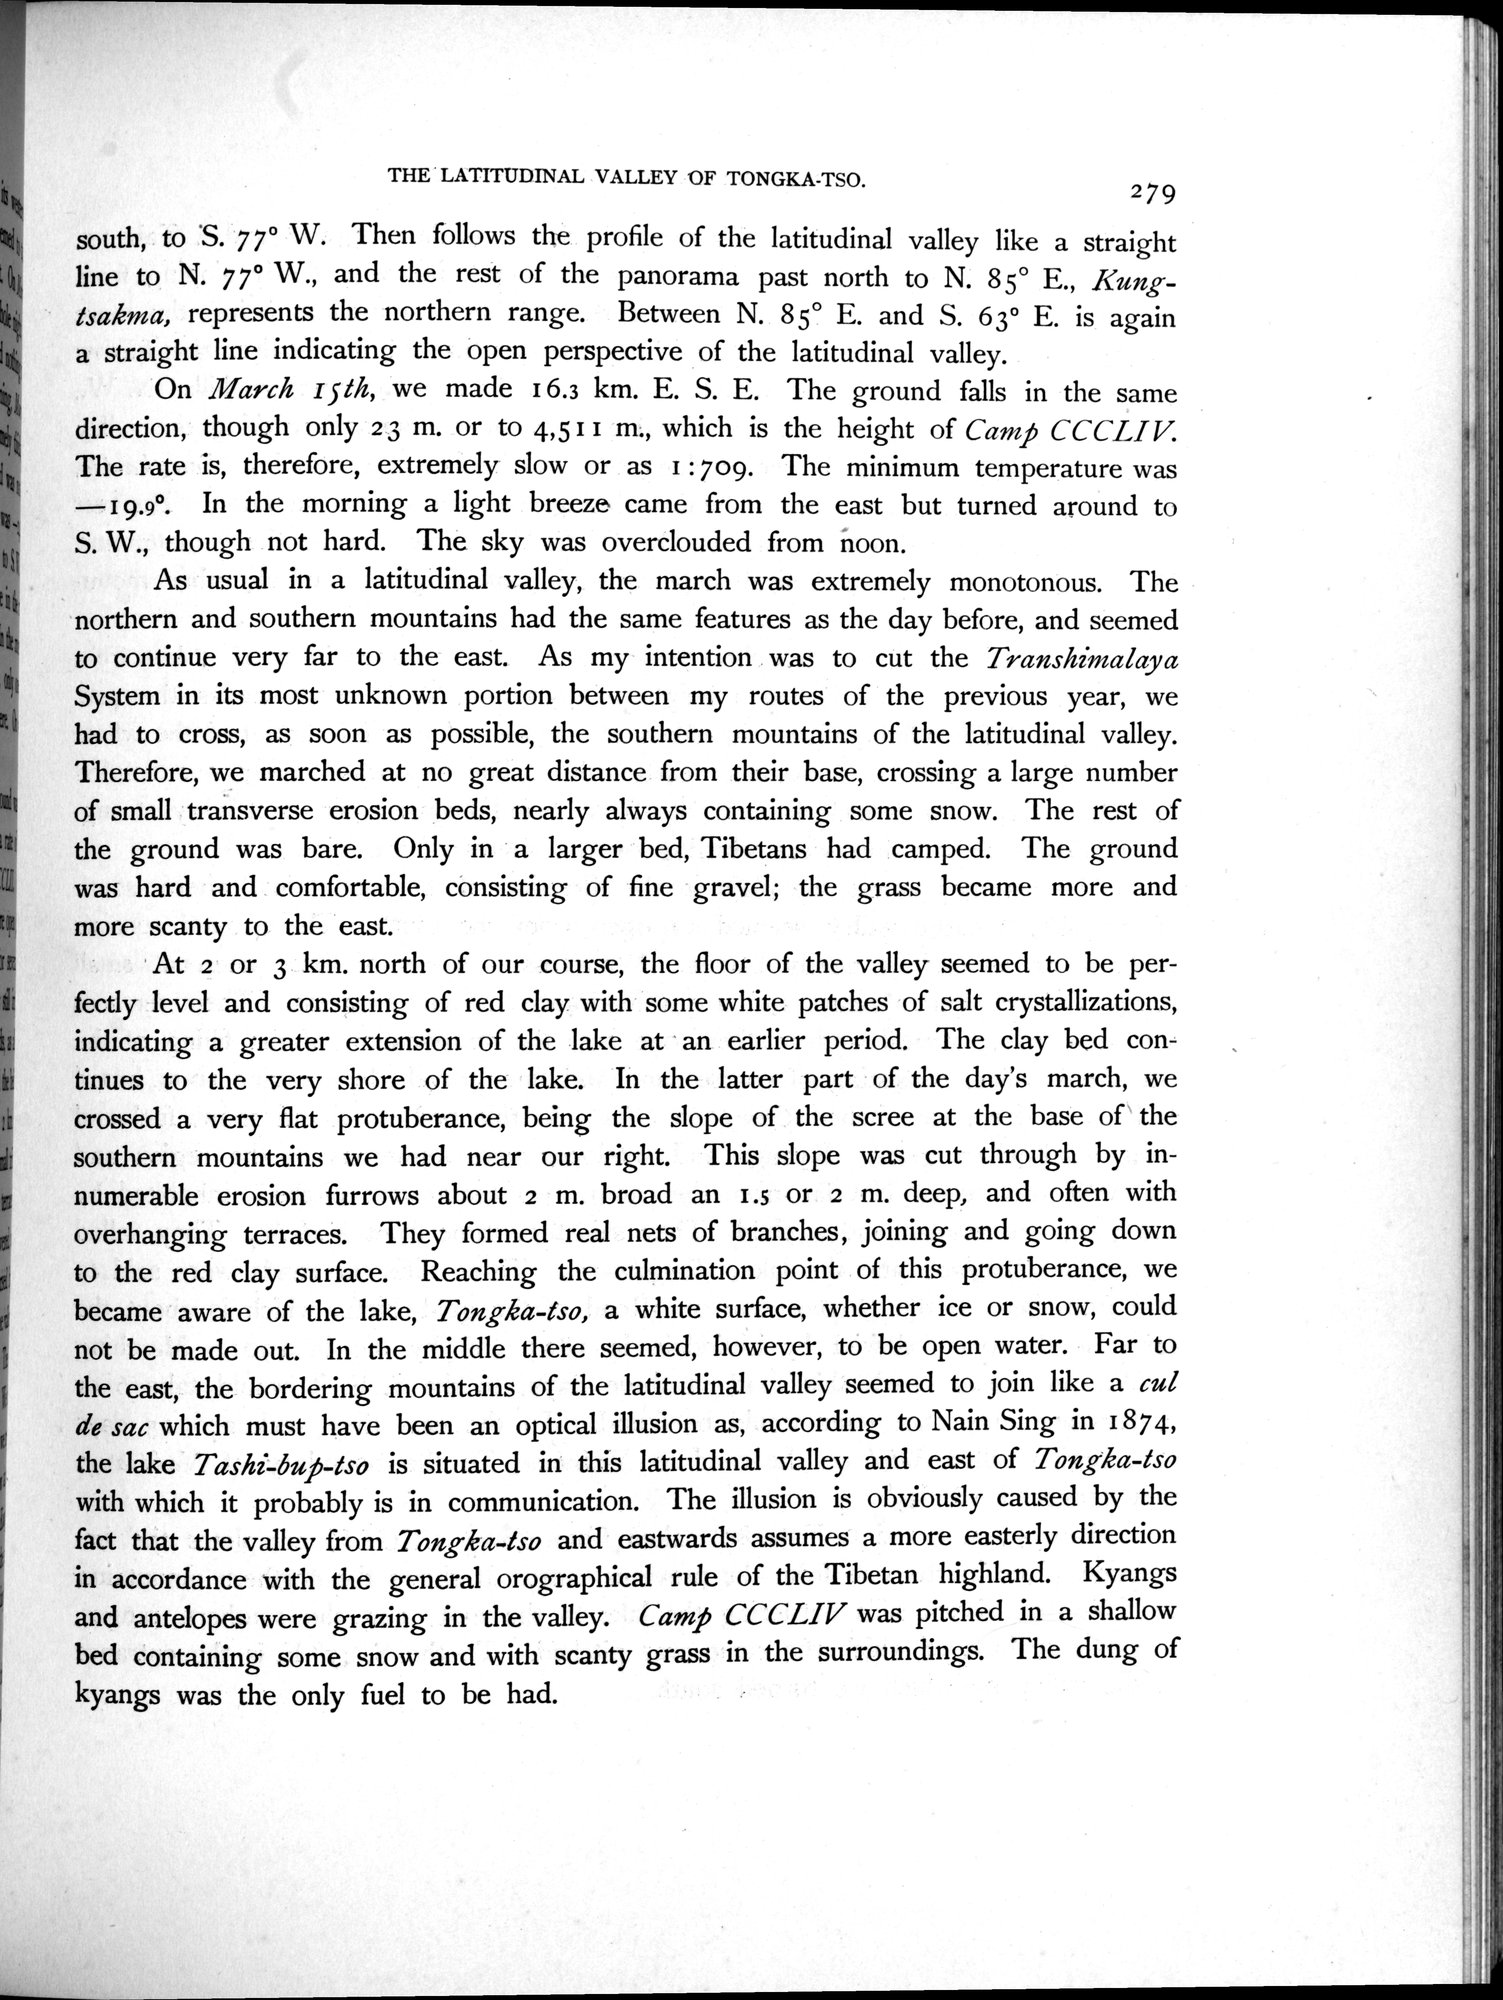 THE LATITUDINAL VALLEY OF TONGKA-TSO.
279
south, to S. 77° W. Then follows the profile of the latitudinal valley like a straight
line to N. 77° W., and the rest of the panorama past north to N. 85° E., Kung-
tsakma, represents the northern range. Between N. 85° E. and S. 63° E. is again
a straight line indicating the open perspective of the latitudinal valley.
On March 15th, we made 16.3 km. E. S. E. The ground falls in the same
direction, though only 23 m. or to 4,511 m., which is the height of Camp CCCLIV.
The rate is, therefore, extremely slow or as 1:709. The minimum temperature was
—19.9°. In the morning a light breeze came from the east but turned around to
S. W., though not hard. The sky was overclouded from noon.
As usual in a latitudinal valley, the march was extremely monotonous. The
northern and southern mountains had the same features as the day before, and seemed
to continue very far to the east. As my intention was to cut the Transhimalaya
System in its most unknown portion between my routes of the previous year, we
had to cross, as soon as possible, the southern mountains of the latitudinal valley.
Therefore, we marched at no great distance from their base, crossing a large number
of small transverse erosion beds, nearly always containing some snow. The rest of
the ground was bare. Only in a larger bed, Tibetans had camped. The ground
was hard and comfortable, consisting of fine gravel; the grass became more and
more scanty to the east.
At 2 or 3 km. north of our course, the floor of the valley seemed to be per-
fectly level and consisting of red clay with some white patches of salt crystallizations,
indicating a greater extension of the lake at an earlier period. The clay bed con-
tinues to the very shore of the lake. In the latter part of the day's march, we
crossed a very flat protuberance, being the slope of the scree at the base of the
southern mountains we had near our right. This slope was cut through by in-
numerable erosion furrows about 2 m. broad an 1.5 or 2 m. deep, and often with
overhanging terraces. They formed real nets of branches, joining and going down
to the red clay surface. Reaching the culmination point of this protuberance, we
became aware of the lake, Tongka-tso, a white surface, whether ice or snow, could
not be made out. In the middle there seemed, however, to be open water. Far to
the east, the bordering mountains of the latitudinal valley seemed to join like a cul
de sac which must have been an optical illusion as, according to Nain Sing in 1874,
the lake Tashi-bup-tso is situated in this latitudinal valley and east of Tongka-tso
with which it probably is in communication. The illusion is obviously caused by the
fact that the valley from Tongka-tso and eastwards assumes a more easterly direction
in accordance with the general orographical rule of the Tibetan highland. Kyangs
and antelopes were grazing in the valley. Camp CCCLIV was pitched in a shallow
bed containing some snow and with scanty grass in the surroundings. The dung of
kyangs was the only fuel to be had.